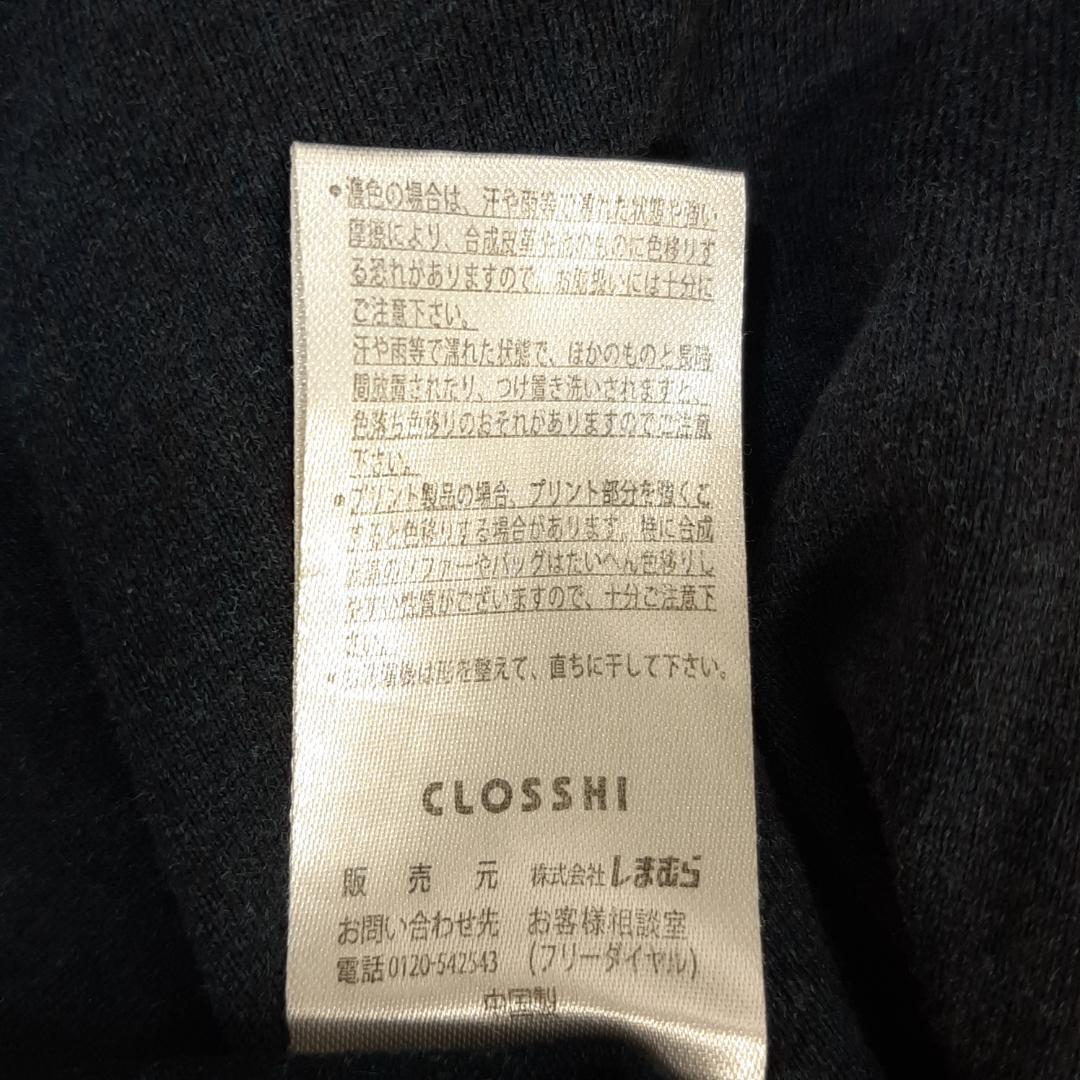 ●濃色の場合は、汗や雨等で濡れた状態や強い
摩擦により、合成皮革やほかのものに色移りす
る恐れがありますので、お取扱いには十分に
ご注意下さい。
汗や雨等で濡れた状態で、ほかのものと長時
間放置されたり、つけ置き洗いされますと、
色落ち色移りのおそれがありますのでご注意
下さい。
●プリント製品の場合、プリント部分を強くこ
すると色移りする場合があります。特に合成
ソファーやバッグはたいへん色移りし
やすい性質がございますので、十分ご注意下
さい。
は形を整えて、直ちに干して下さい。
CLOSSHI
販売元 株式会社しまむら
お問い合わせ先 お客様相談室
電話0120-542543 (フリーダイヤル)
中国製